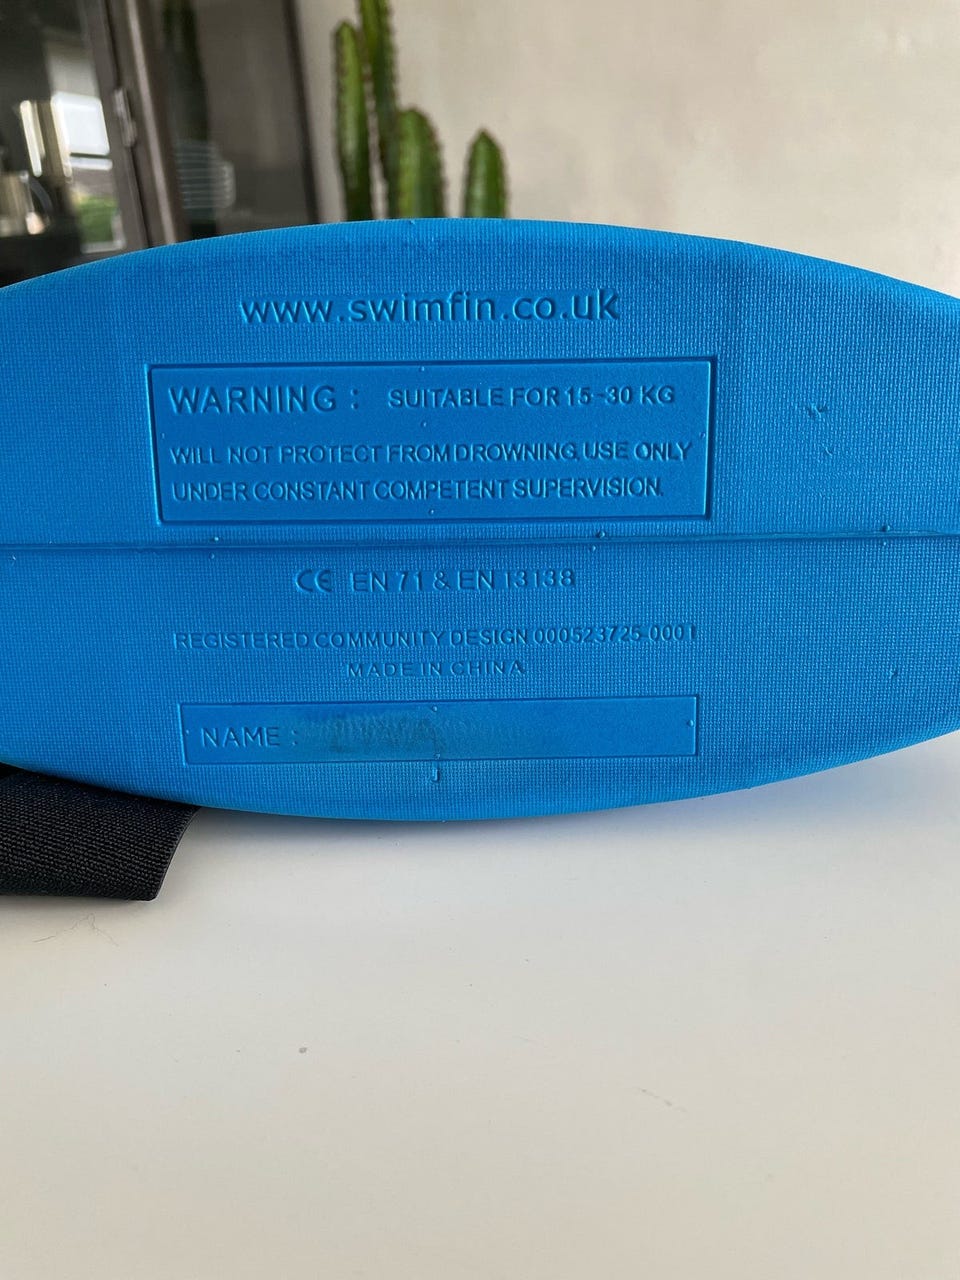 www.swimfin.co.uk
WARNING : SUITABLE FOR 15-30 KG
WILL NOT PROTECT FROM DROWNING. USE ONLY
UNDER CONSTANT COMPETENT SUPERVISION.
CE EN 71 & EN 13138
REGISTERED COMMUNITY DESIGN 000523725-0001
MADE IN CHINA
NAME :